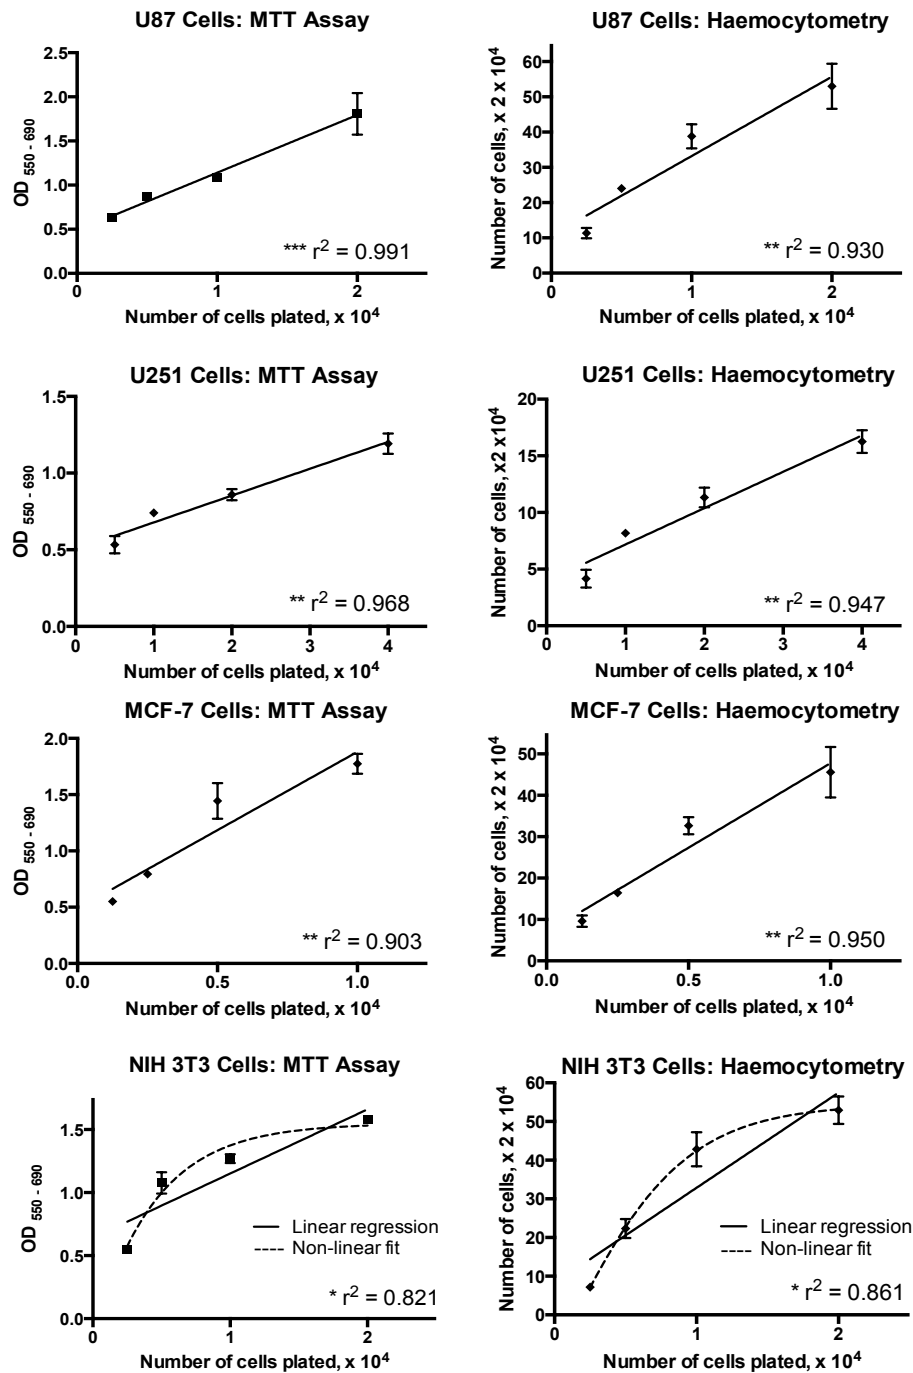 U87 Cells: MTT Assay
2.5
2.0
1.5
1.0
0.5
0.0
OD 550 - 690
0
1
2
Number of cells plated, x 10⁴
*** r² = 0.991
U87 Cells: Haemocytometry
60
50
40
30
20
10
0
Number of cells, x 2 x 10⁴
0
1
2
Number of cells plated, x 10⁴
** r² = 0.930
U251 Cells: MTT Assay
1.5
1.0
0.5
0.0
OD 550 - 690
0
1
2
3
4
Number of cells plated, x 10⁴
** r² = 0.968
U251 Cells: Haemocytometry
20
15
10
5
0
Number of cells, x2 x10⁴
0
1
2
3
4
Number of cells plated, x 10⁴
** r² = 0.947
MCF-7 Cells: MTT Assay
2.0
1.5
1.0
0.5
0.0
OD 550 - 690
0.0
0.5
1.0
Number of cells plated, x 10⁴
** r² = 0.903
MCF-7 Cells: Haemocytometry
50
40
30
20
10
0
Number of cells, x 2 x 10⁴
0.0
0.5
1.0
Number of cells plated, x 10⁴
** r² = 0.950
NIH 3T3 Cells: MTT Assay
1.5
1.0
0.5
0.0
OD 550 - 690
0
1
2
Number of cells plated, x 10⁴
Linear regression
Non-linear fit
* r² = 0.821
NIH 3T3 Cells: Haemocytometry
60
50
40
30
20
10
0
Number of cells, x 2 x 10⁴
0
1
2
Number of cells plated, x 10⁴
Linear regression
Non-linear fit
* r² = 0.861